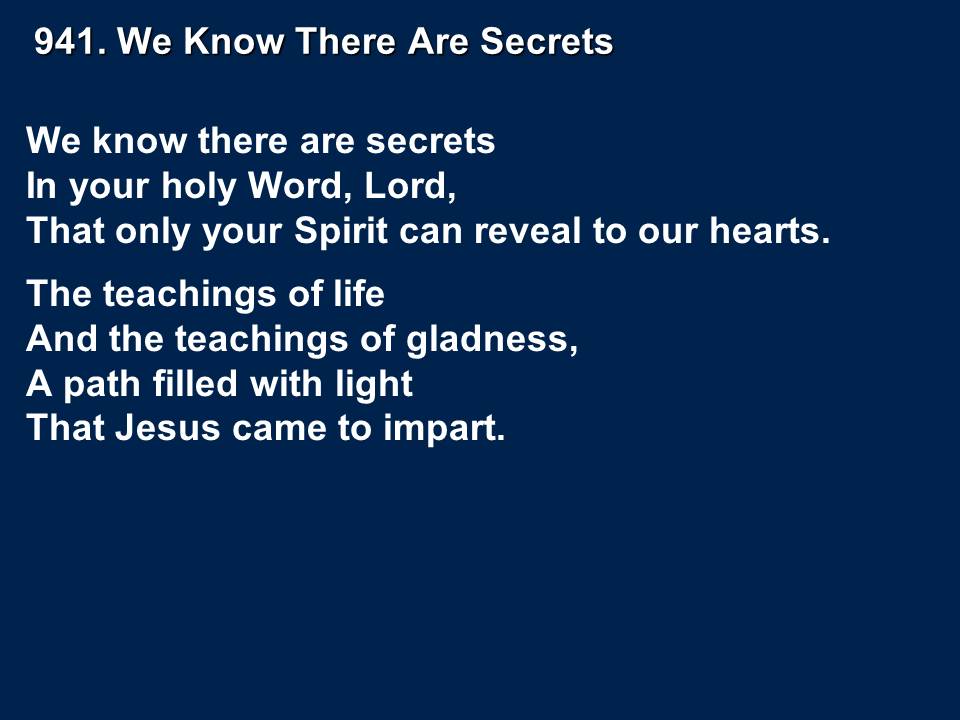 941. We Know There Are Secrets
We know there are secrets
In your holy Word, Lord,
That only your Spirit can reveal to our hearts.
The teachings of life
And the teachings of gladness,
A path filled with light
That Jesus came to impart.